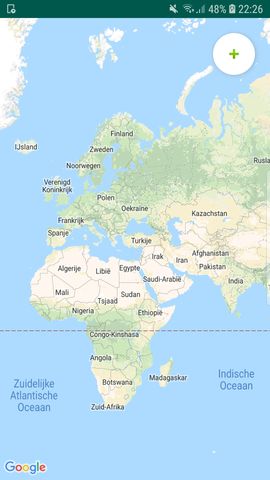 48% 22:26
+
Finland
IJsland
Zweden
Noorwegen
Rusla
Verenigd
Koninkrijk
Polen
Oekraïne
Frankrijk
Kazachstan
Spanje
Turkije
Irak
Iran
Afghanistan
Pakistan
Algerije
Libië
Egypte
Saudi-Arabië
India
Mali
Tsjaad
Sudan
Nigeria
Ethiopië
Congo-Kinshasa
Angola
Madagaskar
Botswana
Zuid-Afrika
Zuidelijke
Atlantische
Oceaan
Indische
Oceaan
Google